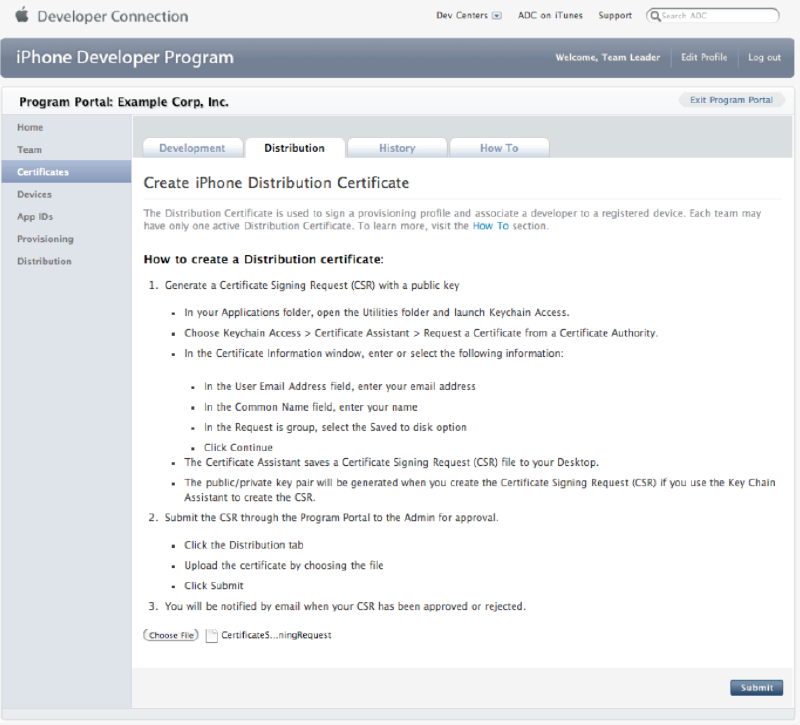 Developer Connection
Dev Centers
ADC on iTunes
Support
Search ADC
iPhone Developer Program
Welcome, Team Leader
Edit Profile
Log out
Program Portal: Example Corp, Inc.
Exit Program Portal
Home
Team
Certificates
Devices
App IDs
Provisioning
Distribution
Development
Distribution
History
How To
Create iPhone Distribution Certificate
The Distribution Certificate is used to sign a provisioning profile and associate a developer to a registered device. Each team may
have only one active Distribution Certificate. To learn more, visit the How To section.
How to create a Distribution certificate:
1. Generate a Certificate Signing Request (CSR) with a public key
• In your Applications folder, open the Utilities folder and launch Keychain Access.
• Choose Keychain Access > Certificate Assistant > Request a Certificate from a Certificate Authority.
• In the Certificate Information window, enter or select the following information:
• In the User Email Address field, enter your email address
• In the Common Name field, enter your name
• In the Request is group, select the Saved to disk option
• Click Continue
• The Certificate Assistant saves a Certificate Signing Request (CSR) file to your Desktop.
• The public/private key pair will be generated when you create the Certificate Signing Request (CSR) if you use the Key Chain
Assistant to create the CSR.
2. Submit the CSR through the Program Portal to the Admin for approval.
• Click the Distribution tab
• Upload the certificate by choosing the file
• Click Submit
3. You will be notified by email when your CSR has been approved or rejected.
Choose File
CertificateS...ningRequest
Submit